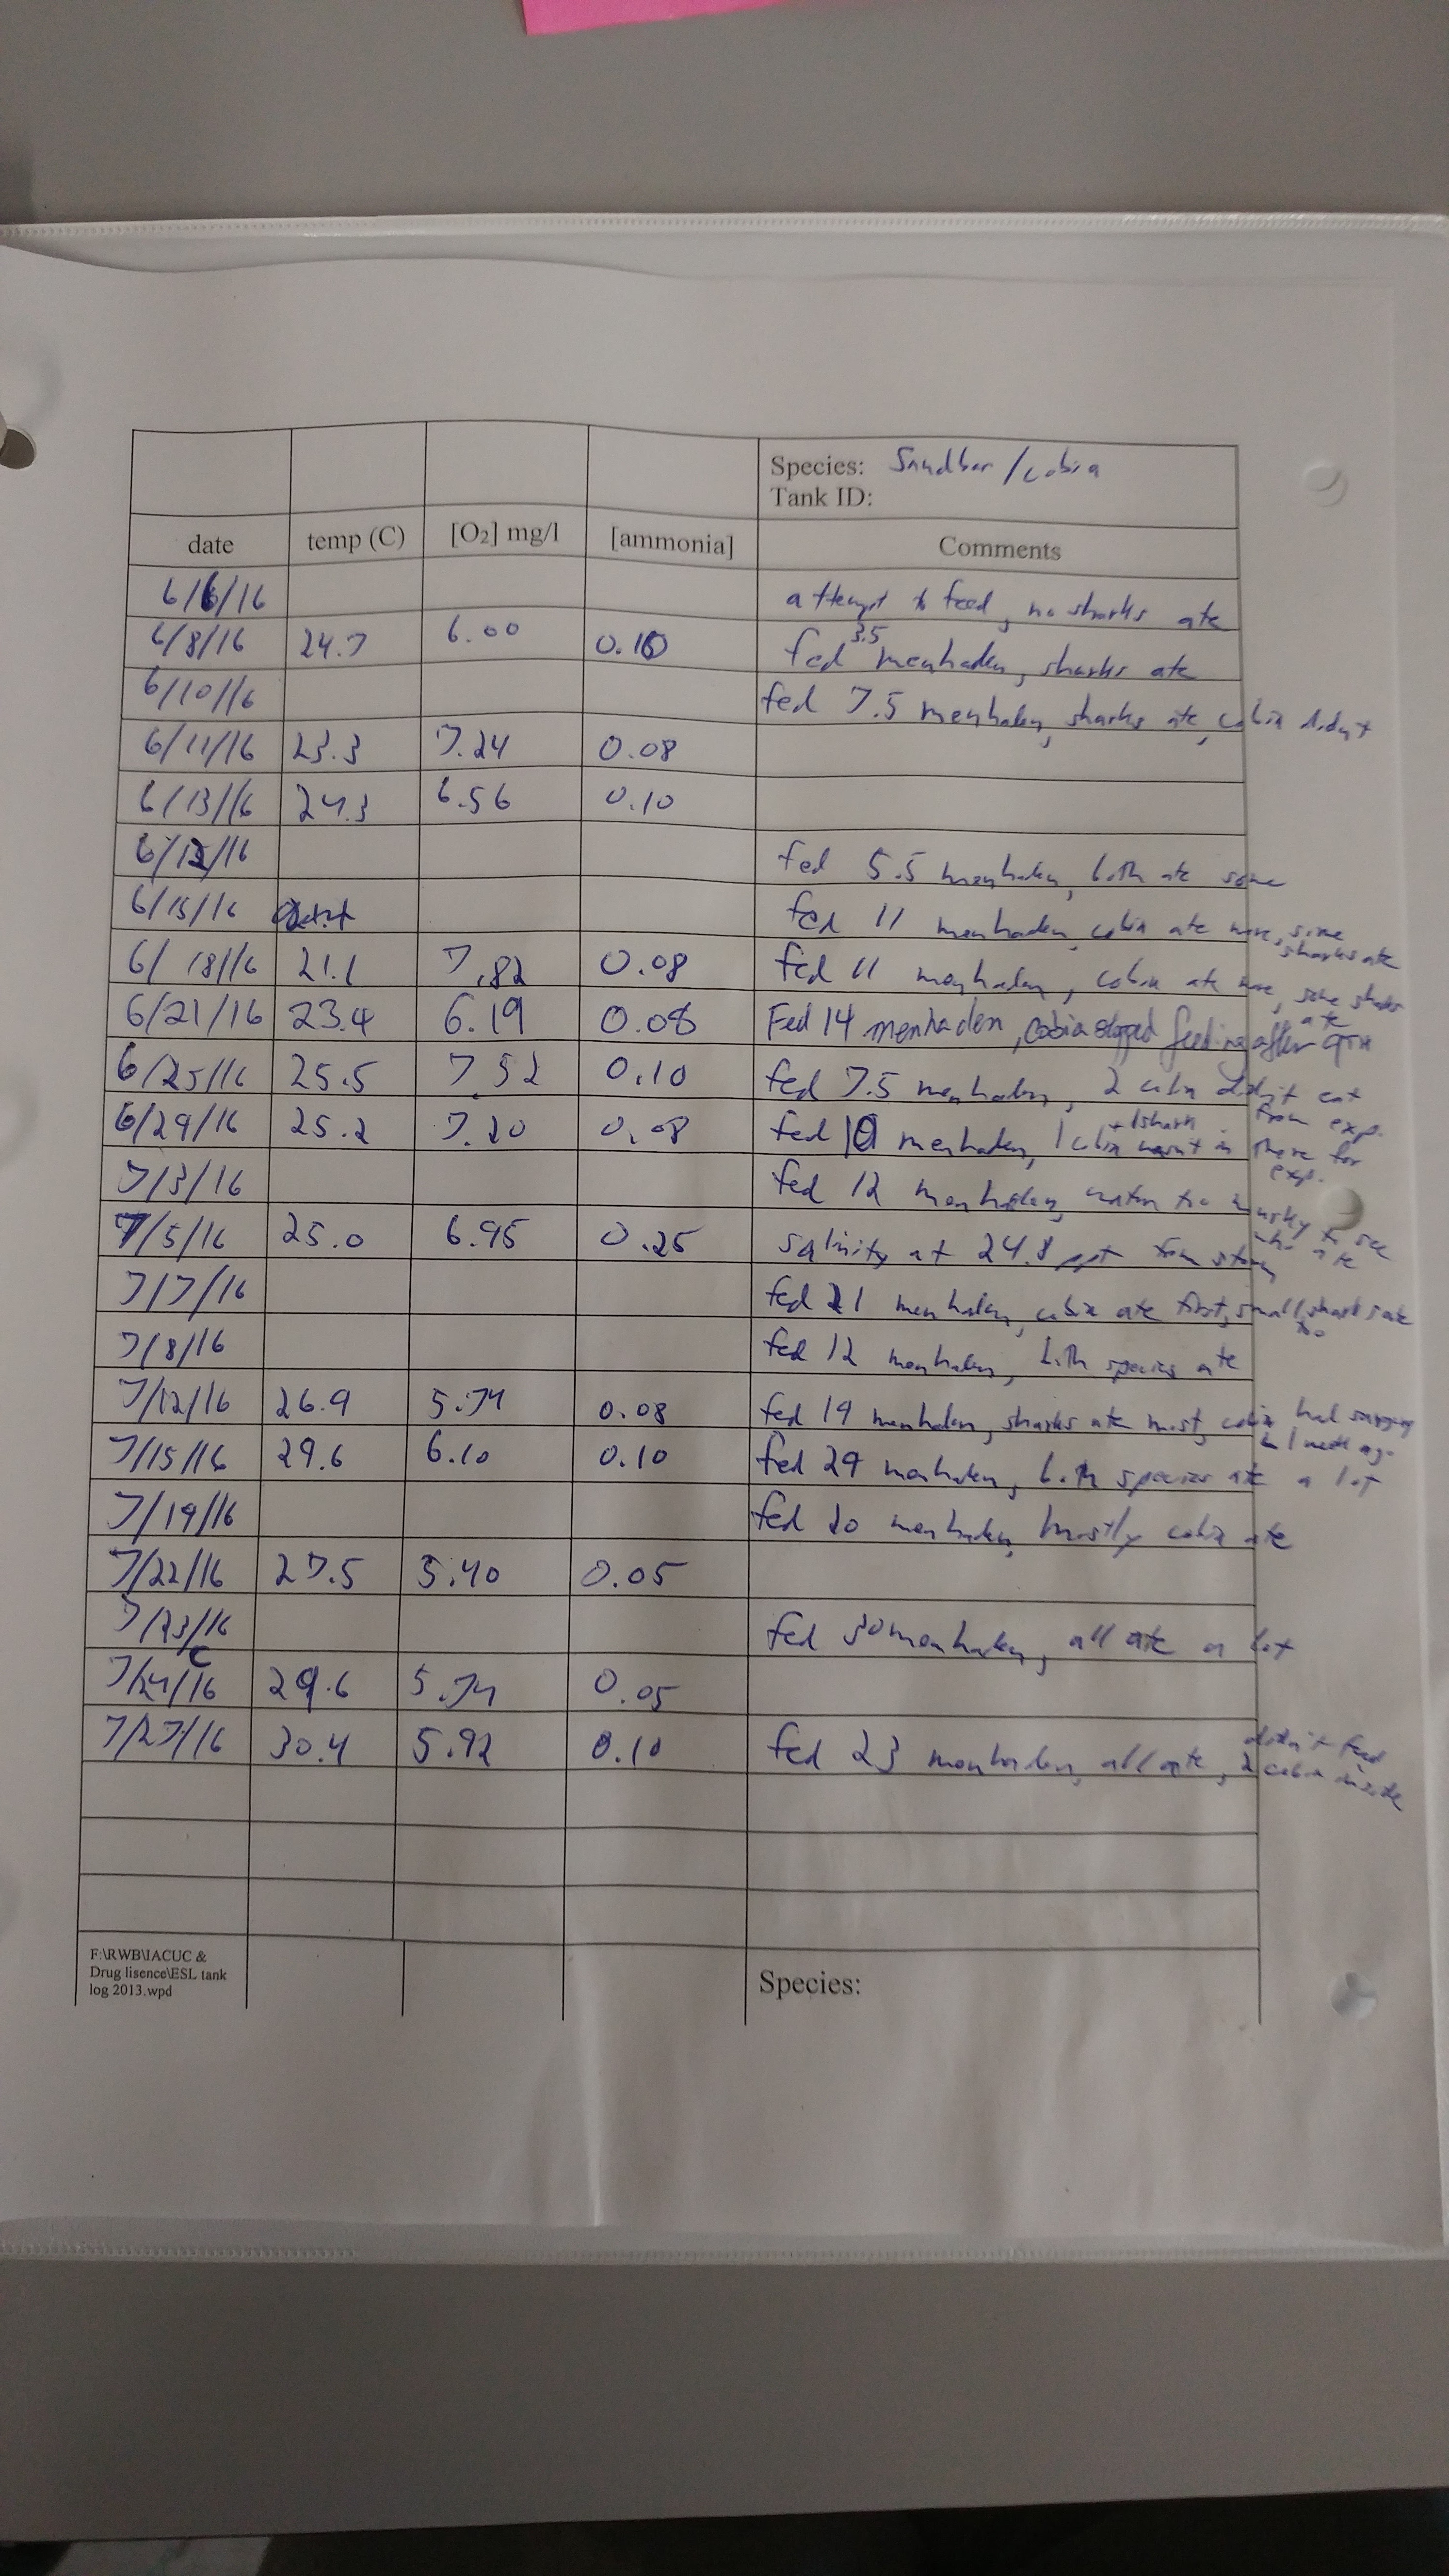 Species: Sandbar/cobia
Tank ID:
date temp (C) [O₂] mg/l [ammonia] Comments
6/6/16 attempt to feed, no sharks ate
6/8/16 24.7 6.00 0.10 fed 3.5 menhaden, sharks ate
6/10/16 fed 7.5 menhaden, sharks ate, cobia didn't
6/11/16 23.3 7.24 0.08
6/13/16 24.3 6.56 0.10
6/12/16 fed 5.5 menhaden, both ate some
6/15/16 fed 11 menhaden, cobia ate more, some sharks ate
6/18/16 21.1 7.82 0.08 fed 11 menhaden, cobia ate more, some sharks ate
6/21/16 23.4 6.19 0.08 Fed 14 menhaden, cobia stopped feeding after
6/25/16 25.5 7.52 0.10 fed 7.5 menhaden, 2 cobia didn't eat from exp.
6/29/16 25.2 7.20 0.08 fed 10 menhaden, 1 cobia + 1 shark wasn't in there for exp.
7/3/16 fed 12 menhaden, water too murky to see who ate
7/5/16 25.0 6.95 0.25 salinity at 24.8 ppt from storm
7/7/16 fed 21 menhaden, cobia ate first, small sharks ate too
7/8/16 fed 12 menhaden, both species ate
7/12/16 26.9 5.74 0.08 fed 19 menhaden, sharks ate most, cobia had surgery 1 week ago
7/15/16 29.6 6.10 0.10 fed 29 menhaden, both species ate a lot
7/19/16 fed 20 menhaden, mostly cobia ate
7/22/16 27.5 5.40 0.05
7/23/16 fed 30 menhaden, all ate a lot
7/24/16 29.6 5.74 0.05
7/27/16 30.4 5.92 0.10 fed 23 menhaden, all ate, didn't feed 2 cobia inside
F:\RWB\IACUC &
Drug lisence\ESL tank
log 2013.wpd
Species: